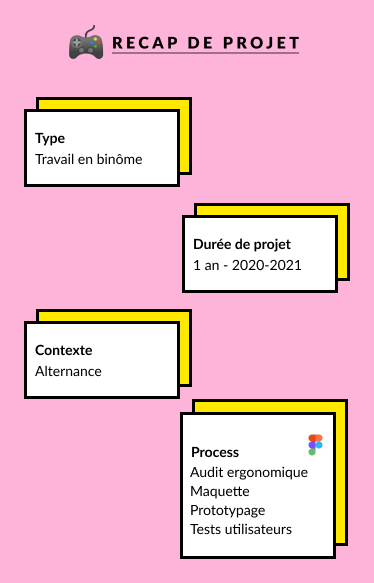 RECAP DE PROJET
Type
Travail en binôme
Durée de projet
1 an - 2020-2021
Contexte
Alternance
Process
Audit ergonomique
Maquette
Prototypage
Tests utilisateurs